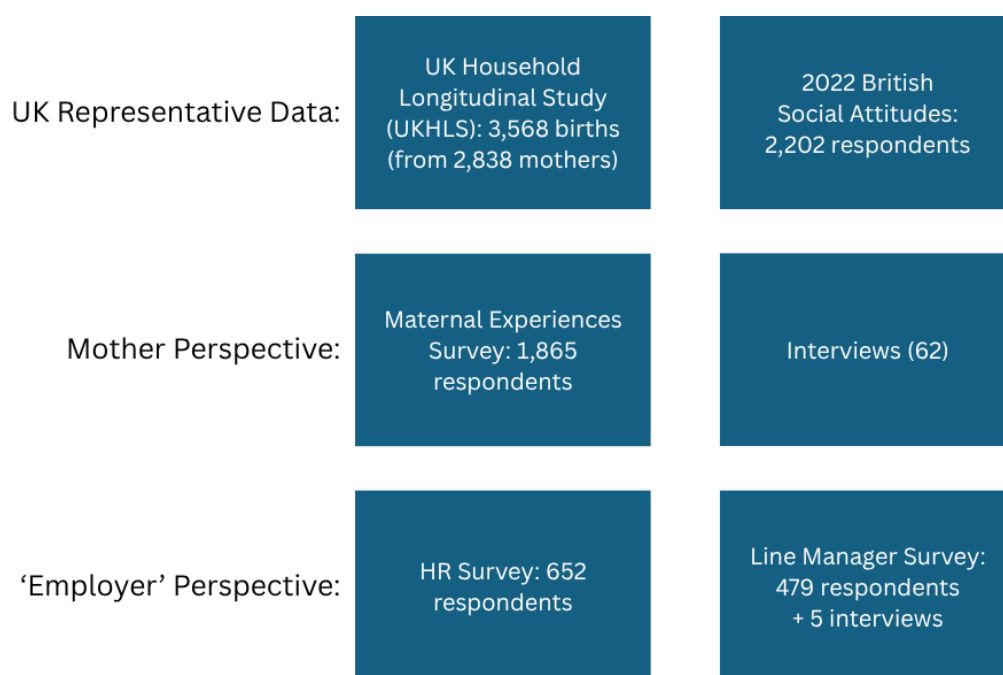 UK Representative Data:
UK Household
Longitudinal Study
(UKHLS): 3,568 births
(from 2,838 mothers)
2022 British
Social Attitudes:
2,202 respondents
Mother Perspective:
Maternal Experiences
Survey: 1,865
respondents
Interviews (62)
‘Employer’ Perspective:
HR Survey: 652
respondents
Line Manager Survey:
479 respondents
+ 5 interviews